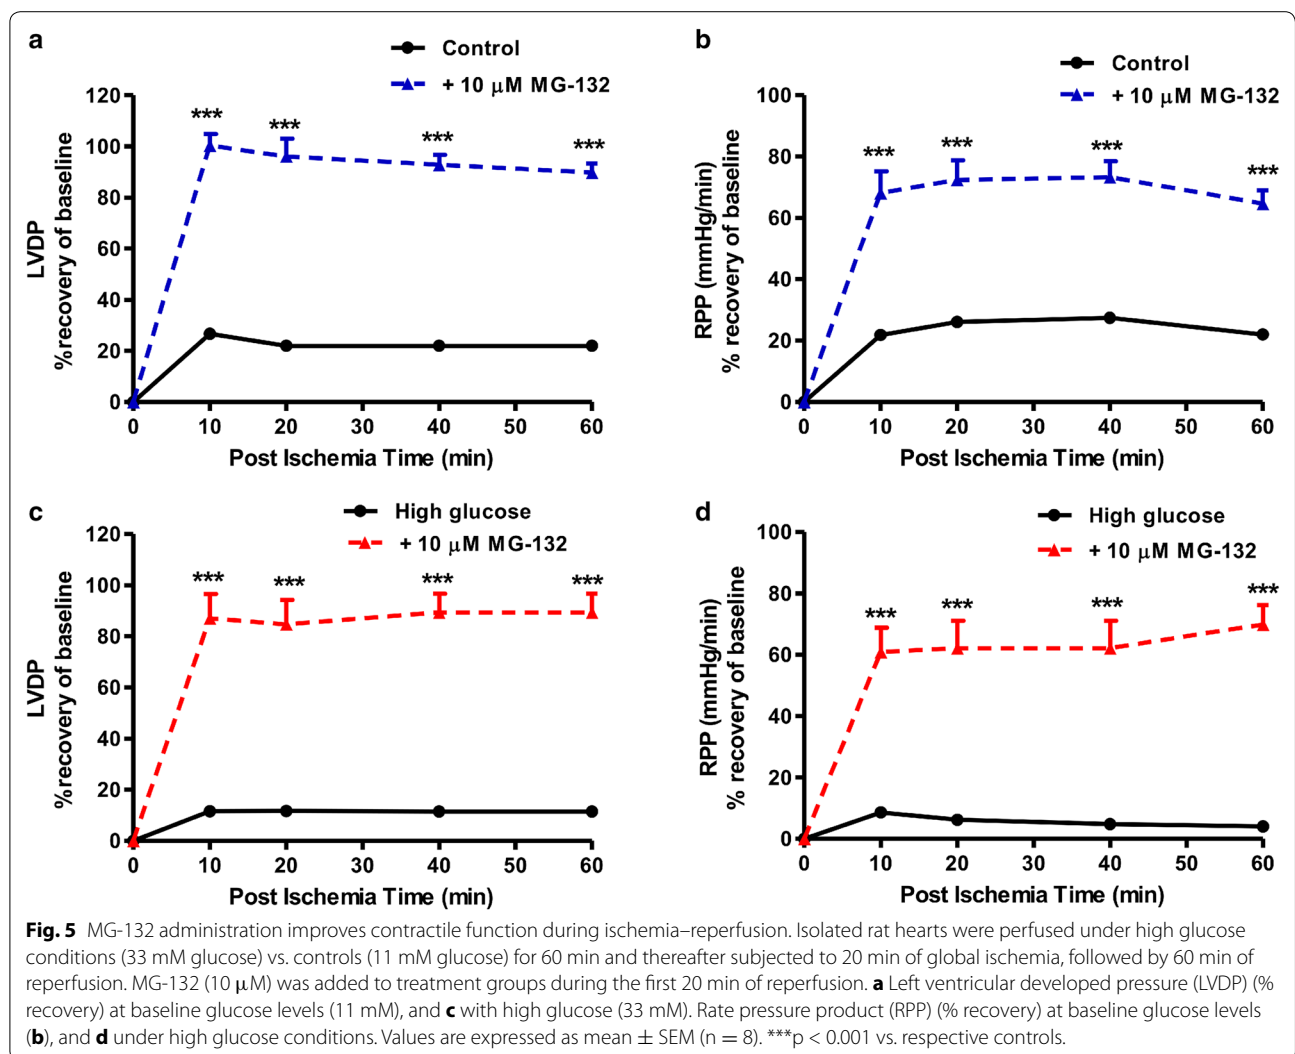 a
Control
+ 10 μM MG-132
120
100
80
60
40
20
0
LVDP
%recovery of baseline
***
***
***
***
0 10 20 30 40 50 60
Post Ischemia Time (min)
b
Control
+ 10 μM MG-132
100
80
60
40
20
0
RPP (mmHg/min)
% recovery of baseline
***
***
***
***
0 10 20 30 40 50 60
Post Ischemia Time (min)
c
High glucose
+ 10 μM MG-132
120
100
80
60
40
20
0
LVDP
%recovery of baseline
***
***
***
***
0 10 20 30 40 50 60
Post Ischemia Time (min)
d
High glucose
+ 10 μM MG-132
100
80
60
40
20
0
RPP (mmHg/min)
% recovery of baseline
***
***
***
***
0 10 20 30 40 50 60
Post Ischemia Time (min)
Fig. 5 MG-132 administration improves contractile function during ischemia–reperfusion. Isolated rat hearts were perfused under high glucose
conditions (33 mM glucose) vs. controls (11 mM glucose) for 60 min and thereafter subjected to 20 min of global ischemia, followed by 60 min of
reperfusion. MG-132 (10 μM) was added to treatment groups during the first 20 min of reperfusion. a Left ventricular developed pressure (LVDP) (%
recovery) at baseline glucose levels (11 mM), and c with high glucose (33 mM). Rate pressure product (RPP) (% recovery) at baseline glucose levels
(b), and d under high glucose conditions. Values are expressed as mean ± SEM (n = 8). ***p < 0.001 vs. respective controls.